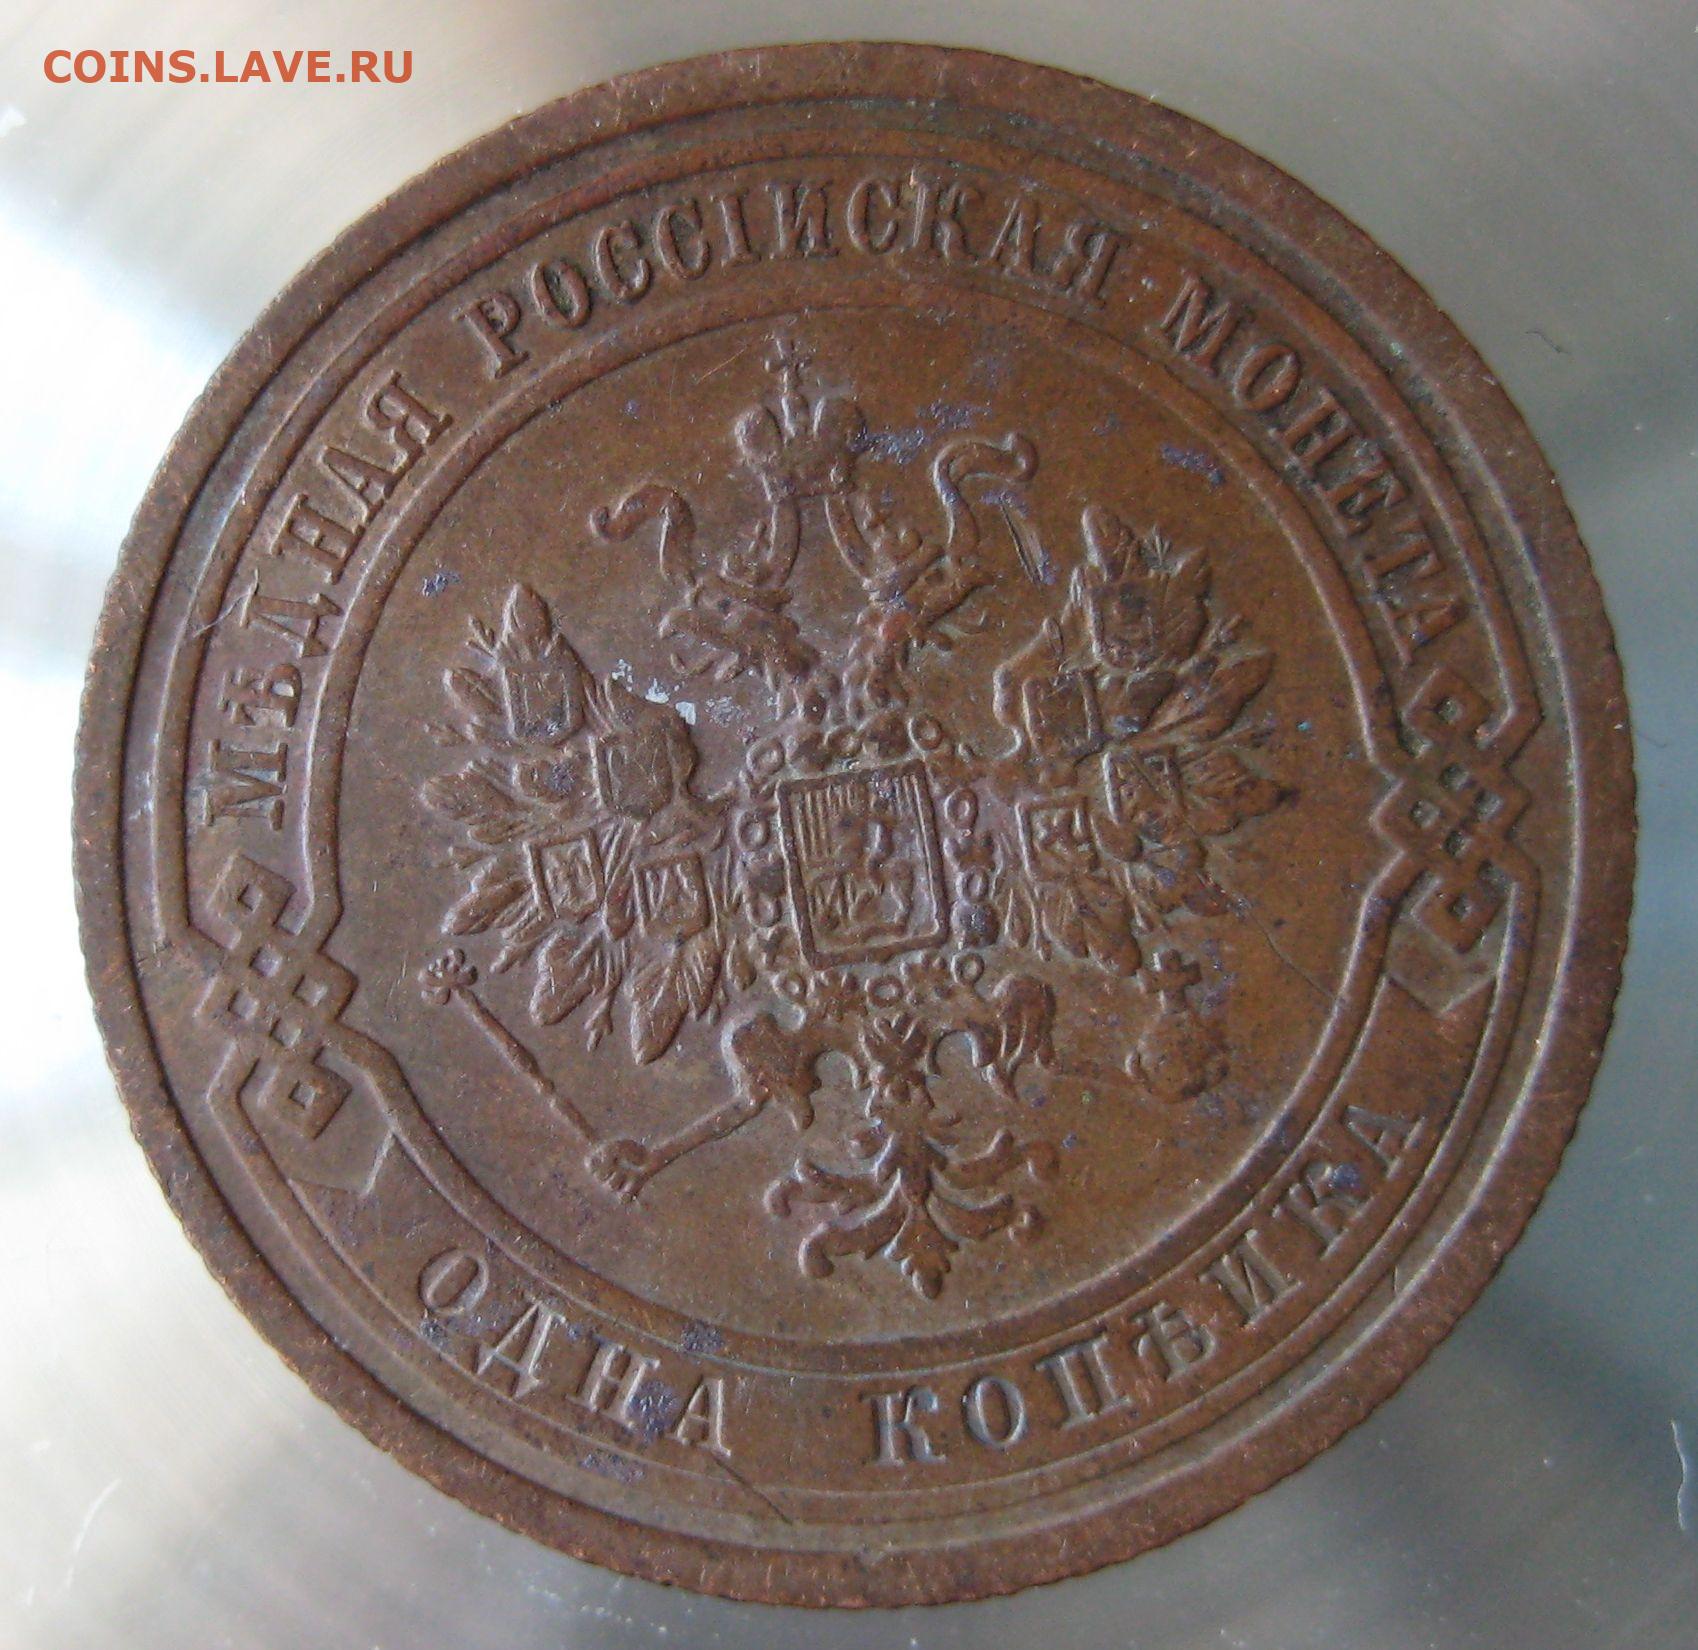 COINS.LAVE.RU
МѢДНАЯ РОССІЙСКАЯ МОНЕТА
ОДНА КОПѢЙКА